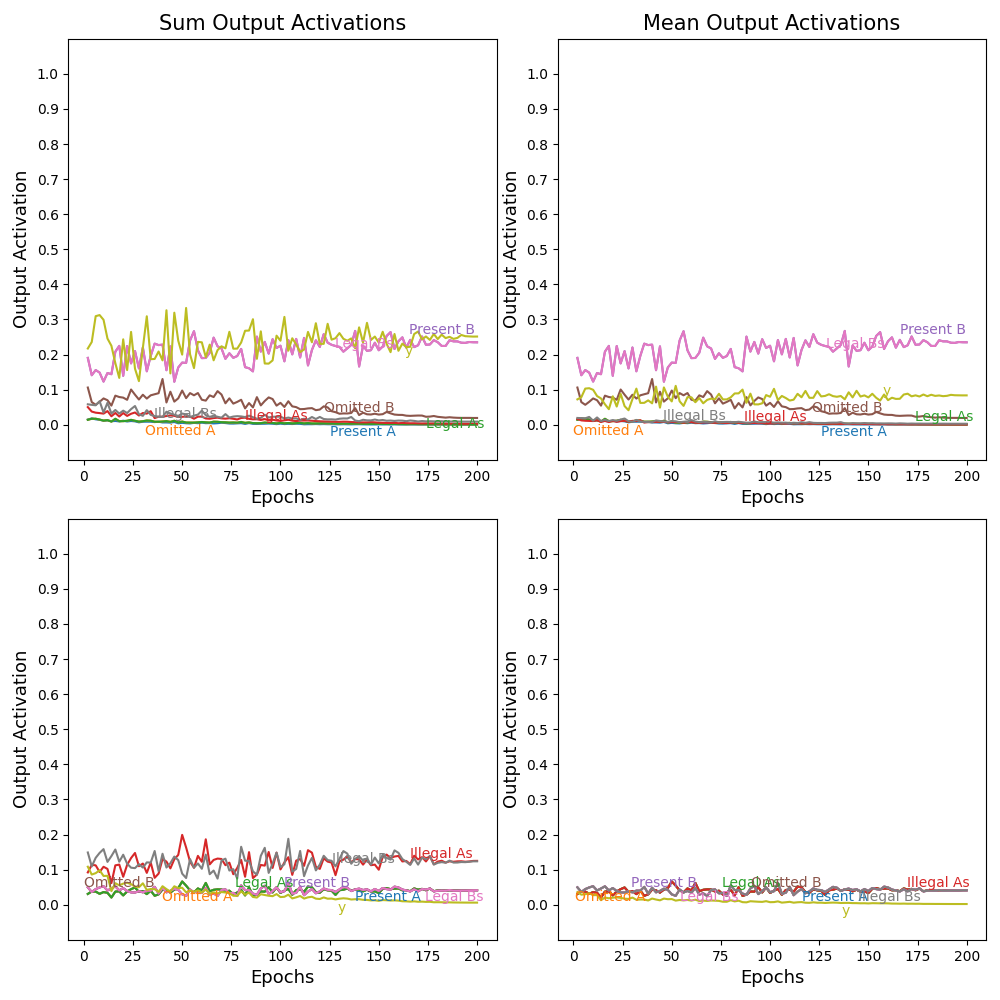 Sum Output Activations
Output Activation
1.0
0.9
0.8
0.7
0.6
0.5
0.4
0.3
0.2
0.1
0.0
Present B
Legal Bs
y
Omitted B
Illegal Bs
Illegal As
Legal As
Omitted A
Present A
0 25 50 75 100 125 150 175 200
Epochs
Mean Output Activations
Output Activation
1.0
0.9
0.8
0.7
0.6
0.5
0.4
0.3
0.2
0.1
0.0
Present B
Legal Bs
y
Omitted B
Illegal Bs
Illegal As
Legal As
Omitted A
Present A
0 25 50 75 100 125 150 175 200
Epochs
Output Activation
1.0
0.9
0.8
0.7
0.6
0.5
0.4
0.3
0.2
0.1
0.0
Illegal Bs
Illegal As
Omitted B
Legal As
Present B
Omitted A
Present A
Legal Bs
y
0 25 50 75 100 125 150 175 200
Epochs
Output Activation
1.0
0.9
0.8
0.7
0.6
0.5
0.4
0.3
0.2
0.1
0.0
Present B
Legal As
Omitted B
Illegal As
Omitted A
Legal Bs
Present A
Illegal Bs
y
0 25 50 75 100 125 150 175 200
Epochs